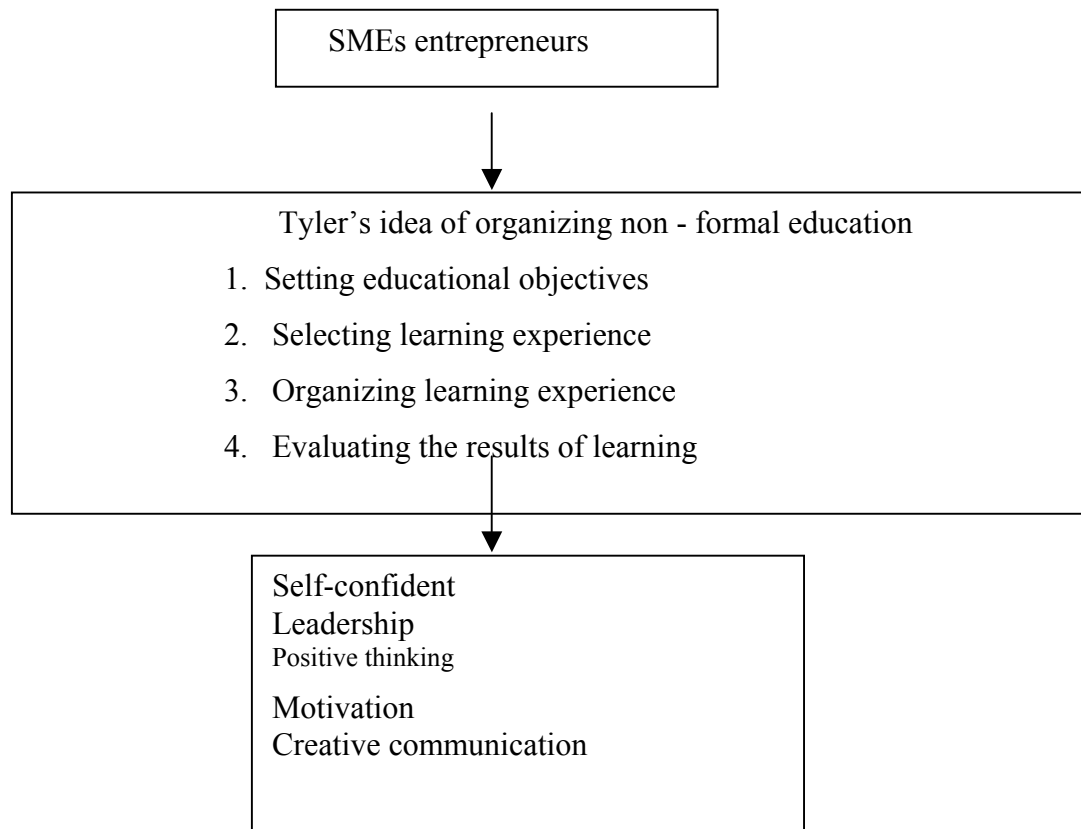 SMEs entrepreneurs
Tyler’s idea of organizing non - formal education
1. Setting educational objectives
2. Selecting learning experience
3. Organizing learning experience
4. Evaluating the results of learning
Self-confident
Leadership
Positive thinking
Motivation
Creative communication